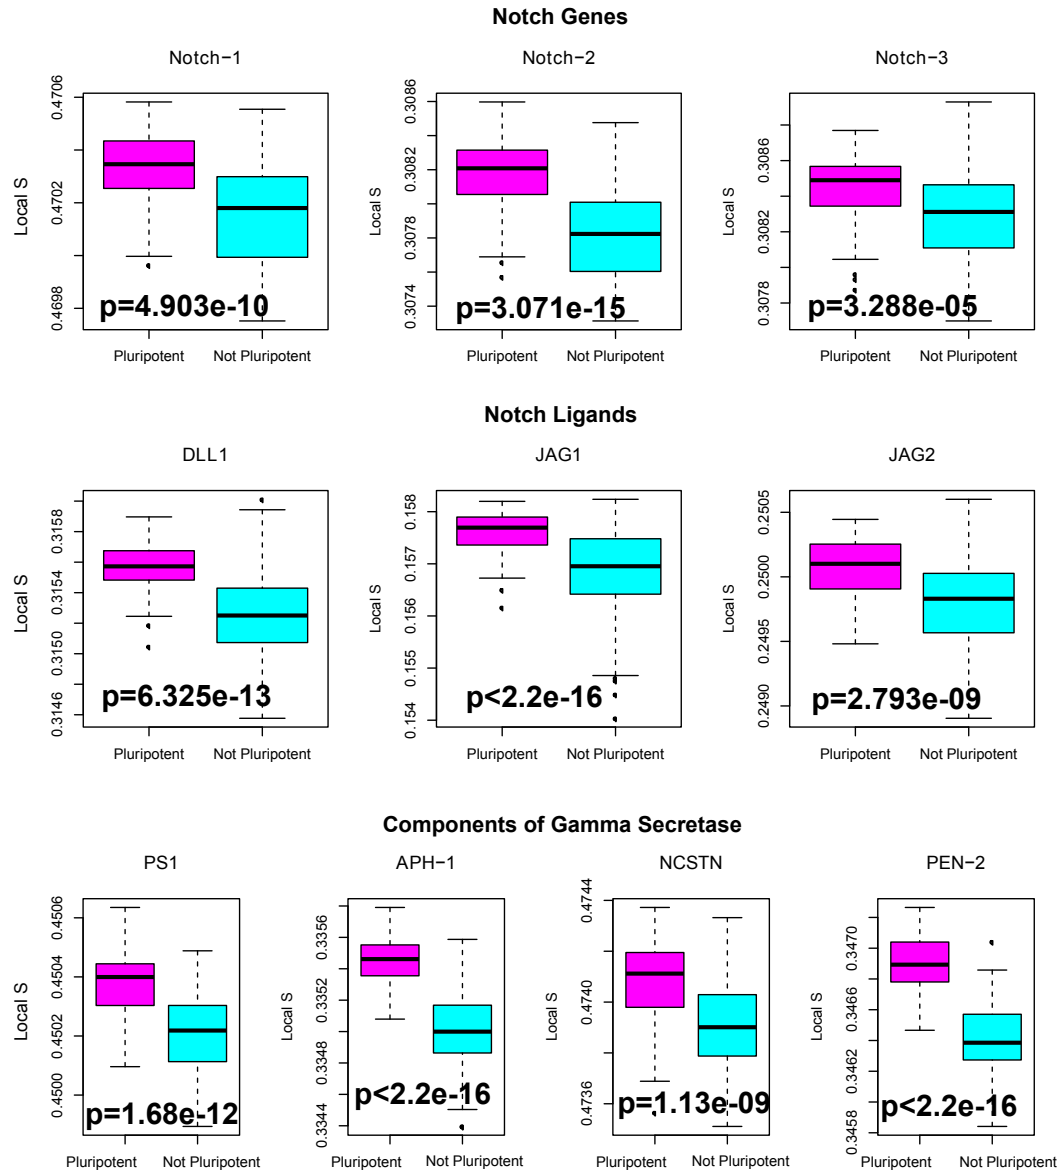 Notch Genes
Notch−1 Notch−2 Notch−3
Local S 0.4698 0.4702 0.4706 p=4.903e-10 Pluripotent Not Pluripotent
Local S 0.3074 0.3078 0.3082 0.3086 p=3.071e-15 Pluripotent Not Pluripotent
Local S 0.3078 0.3082 0.3086 p=3.288e-05 Pluripotent Not Pluripotent
Notch Ligands
DLL1 JAG1 JAG2
Local S 0.3146 0.3150 0.3154 0.3158 p=6.325e-13 Pluripotent Not Pluripotent
Local S 0.154 0.155 0.156 0.157 0.158 p<2.2e-16 Pluripotent Not Pluripotent
Local S 0.2490 0.2495 0.2500 0.2505 p=2.793e-09 Pluripotent Not Pluripotent
Components of Gamma Secretase
PS1 APH−1 NCSTN PEN−2
Local S 0.4500 0.4502 0.4504 0.4506 p=1.68e-12 Pluripotent Not Pluripotent
Local S 0.3344 0.3348 0.3352 0.3356 p<2.2e-16 Pluripotent Not Pluripotent
Local S 0.4736 0.4740 0.4744 p=1.13e-09 Pluripotent Not Pluripotent
Local S 0.3458 0.3462 0.3466 0.3470 p<2.2e-16 Pluripotent Not Pluripotent